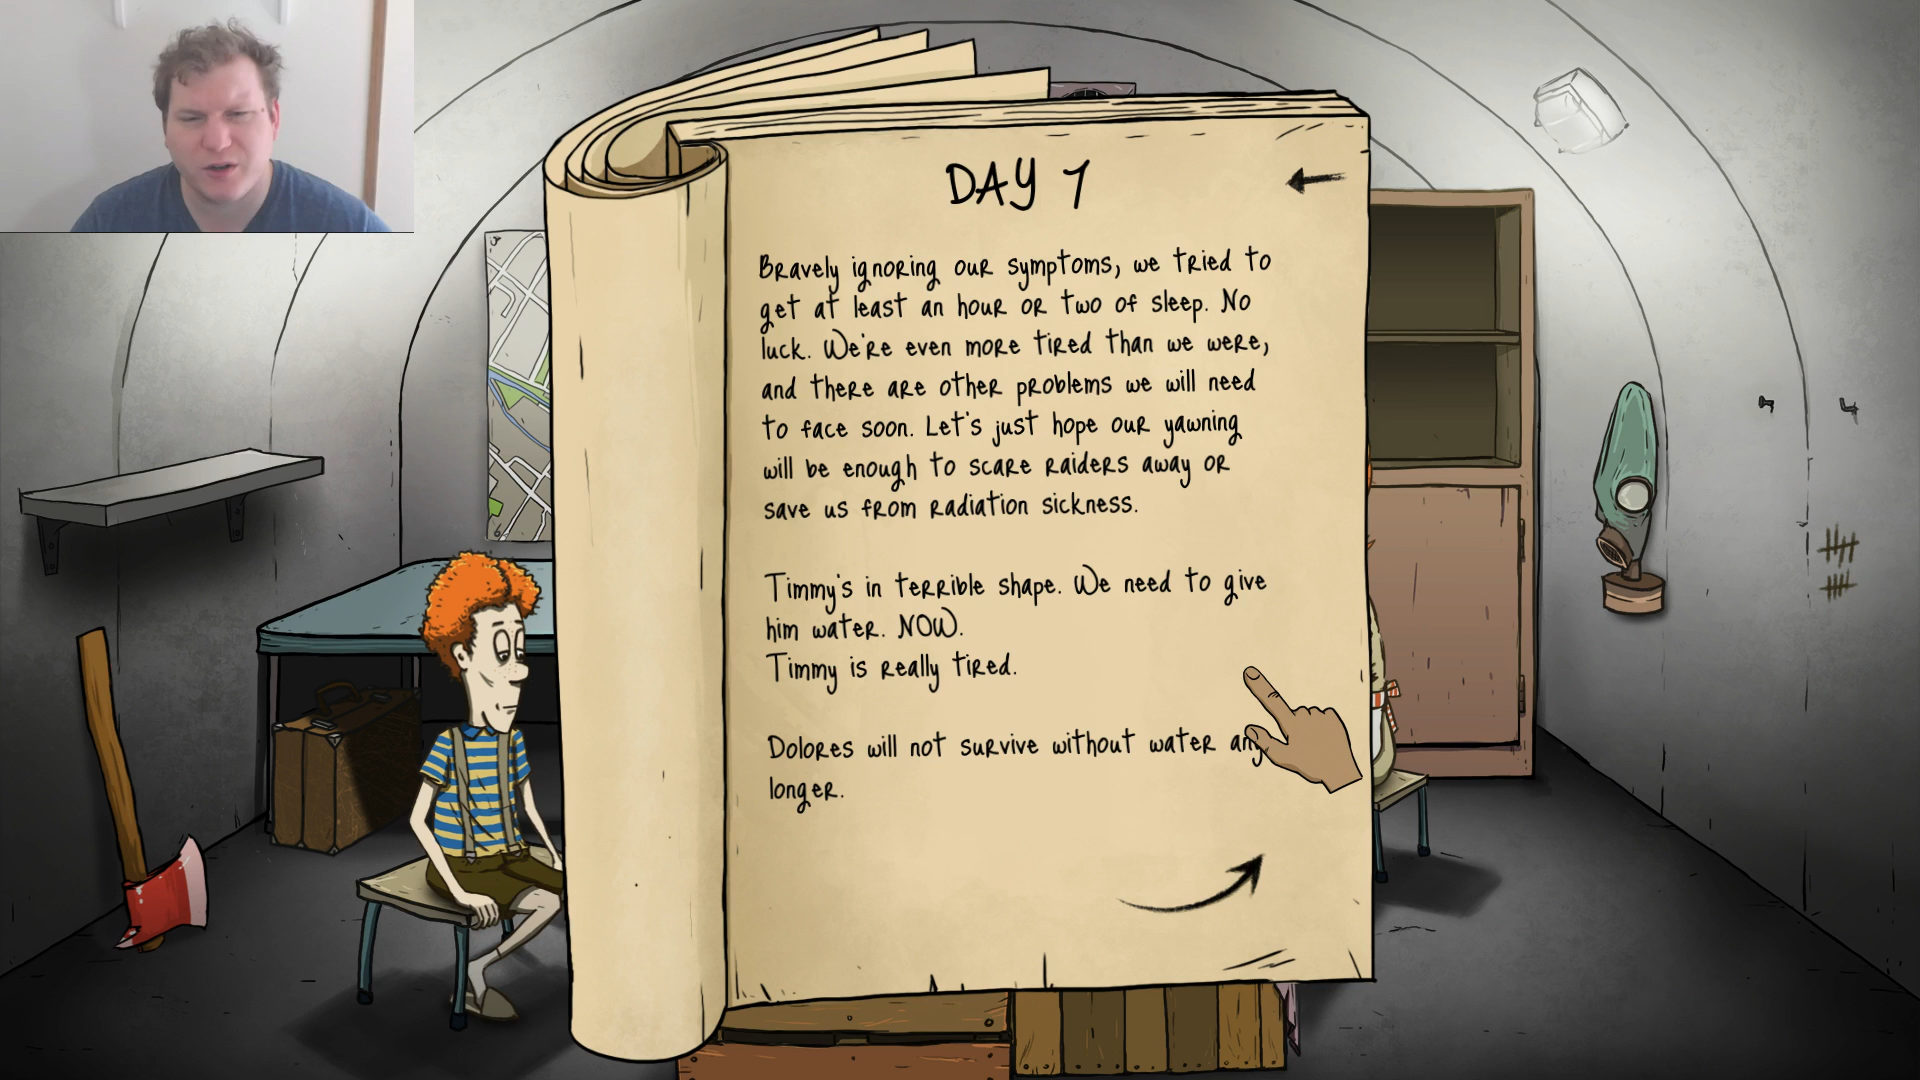 DAY 7
Bravely ignoring our symptoms, we tried to
get at least an hour or two of sleep. No
luck. We're even more tired than we were,
and there are other problems we will need
to face soon. Let's just hope our yawning
will be enough to scare raiders away or
save us from radiation sickness.
Timmy's in terrible shape. We need to give
him water. NOW.
Timmy is really tired.
Dolores will not survive without water any
longer.